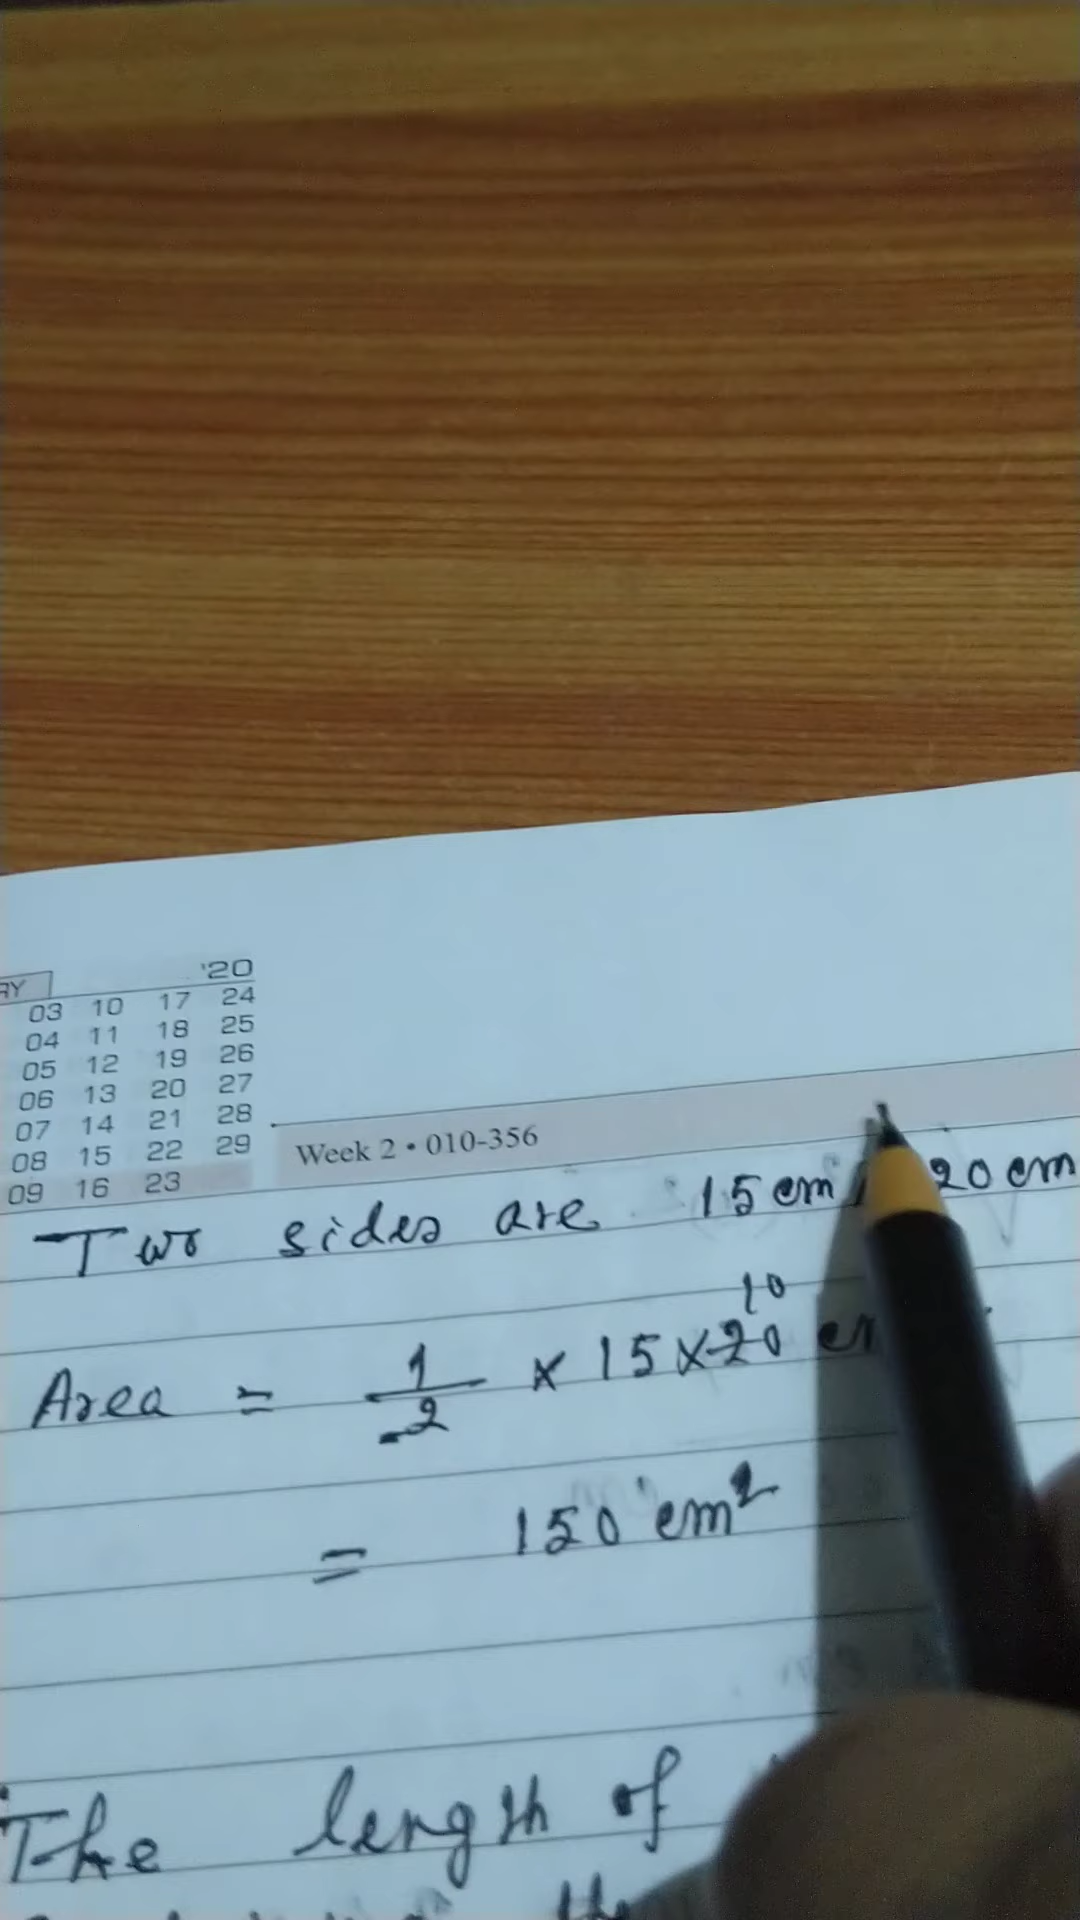 '20
RY
03 10 17 24
04 11 18 25
05 12 19 26
06 13 20 27
07 14 21 28
08 15 22 29
09 16 23
Week 2 • 010-356
Two sides are 15 cm, 20 cm
10
Area = 1/2 × 15 × 20
= 150 cm²
The length of